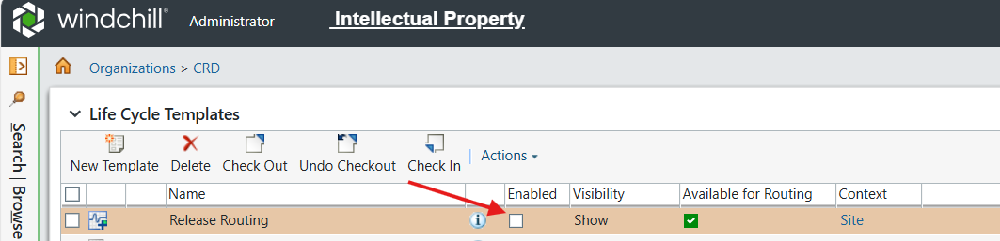 windchill Administrator Intellectual Property
Organizations > CRD
Search | Browse
Life Cycle Templates
New Template Delete Check Out Undo Checkout Check In Actions
Name Enabled Visibility Available for Routing Context
Release Routing Show Site